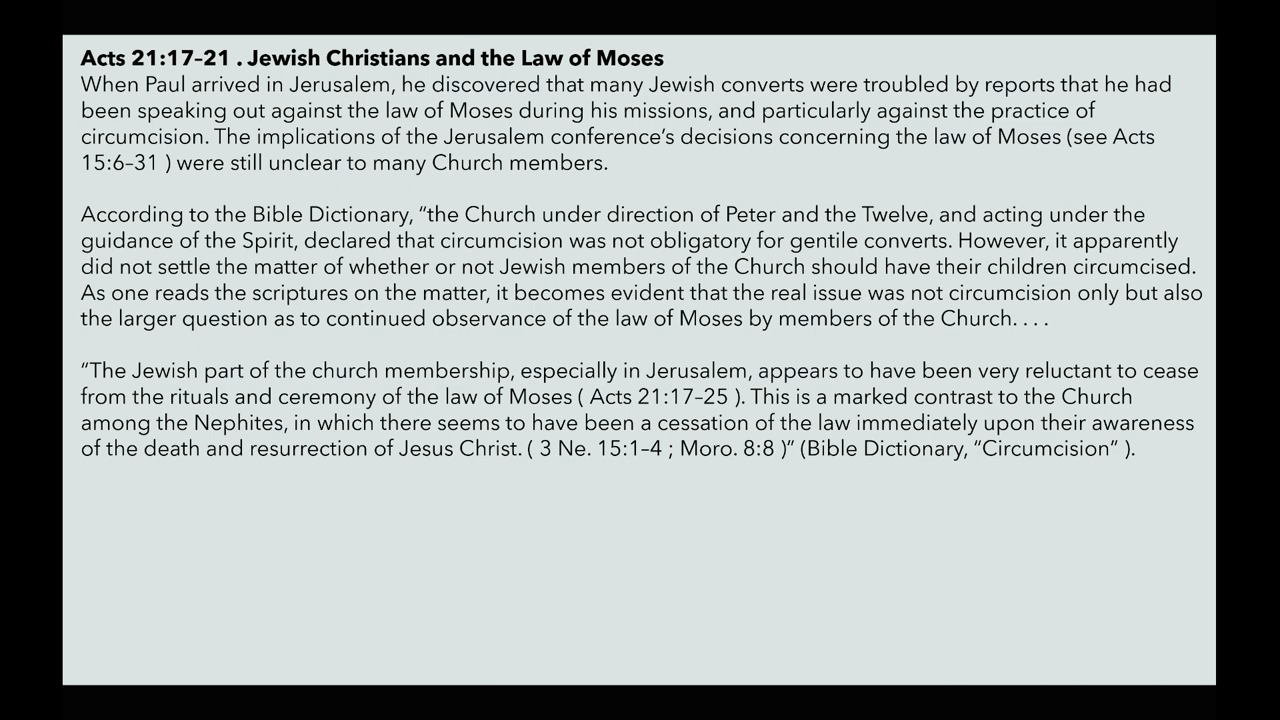 Acts 21:17–21 . Jewish Christians and the Law of Moses
When Paul arrived in Jerusalem, he discovered that many Jewish converts were troubled by reports that he had
been speaking out against the law of Moses during his missions, and particularly against the practice of
circumcision. The implications of the Jerusalem conference’s decisions concerning the law of Moses (see Acts
15:6–31 ) were still unclear to many Church members.
According to the Bible Dictionary, “the Church under direction of Peter and the Twelve, and acting under the
guidance of the Spirit, declared that circumcision was not obligatory for gentile converts. However, it apparently
did not settle the matter of whether or not Jewish members of the Church should have their children circumcised.
As one reads the scriptures on the matter, it becomes evident that the real issue was not circumcision only but also
the larger question as to continued observance of the law of Moses by members of the Church. . . .
“The Jewish part of the church membership, especially in Jerusalem, appears to have been very reluctant to cease
from the rituals and ceremony of the law of Moses ( Acts 21:17–25 ). This is a marked contrast to the Church
among the Nephites, in which there seems to have been a cessation of the law immediately upon their awareness
of the death and resurrection of Jesus Christ. ( 3 Ne. 15:1–4 ; Moro. 8:8 )” (Bible Dictionary, “Circumcision” ).